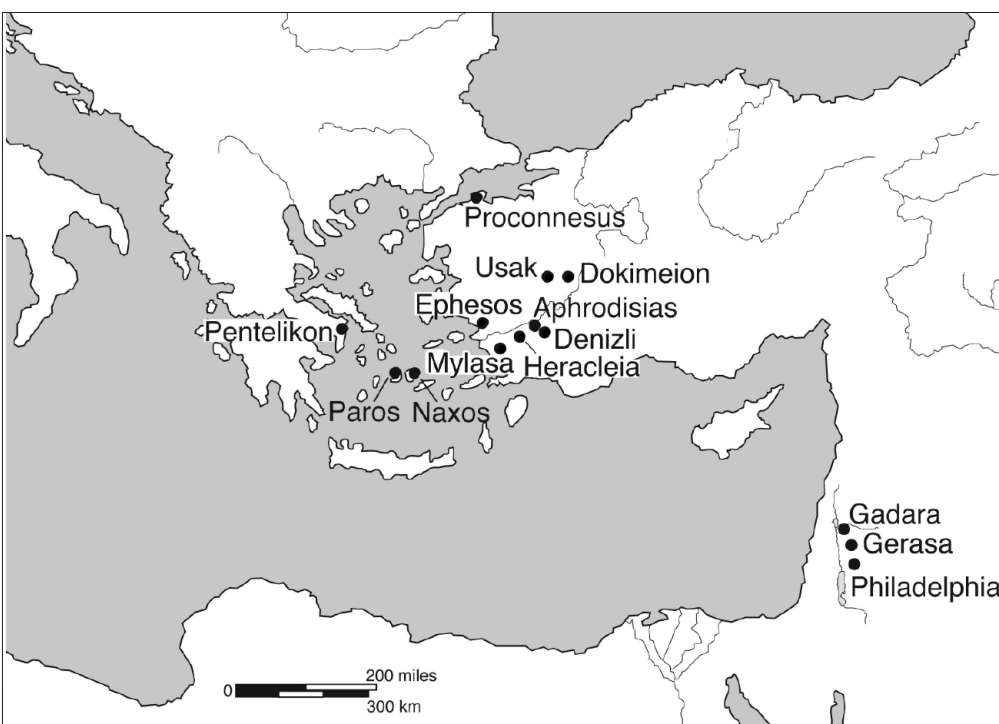 Proconnesus
Usak
Dokimeion
Ephesos
Aphrodisias
Pentelikon
Denizli
Mylasa
Heracleia
Paros
Naxos
Gadara
Gerasa
Philadelphia
200 miles
0
300 km